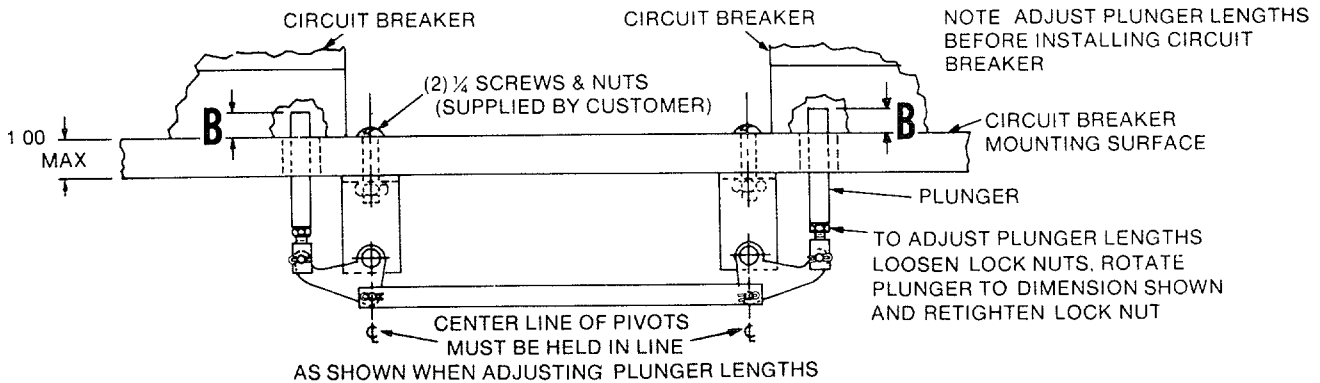 CIRCUIT BREAKER
CIRCUIT BREAKER
NOTE ADJUST PLUNGER LENGTHS
BEFORE INSTALLING CIRCUIT
BREAKER
(2) ¼ SCREWS & NUTS
(SUPPLIED BY CUSTOMER)
B
B
1 00
MAX
CIRCUIT BREAKER
MOUNTING SURFACE
PLUNGER
TO ADJUST PLUNGER LENGTHS
LOOSEN LOCK NUTS, ROTATE
PLUNGER TO DIMENSION SHOWN
AND RETIGHTEN LOCK NUT
℄
℄
CENTER LINE OF PIVOTS
MUST BE HELD IN LINE
AS SHOWN WHEN ADJUSTING PLUNGER LENGTHS